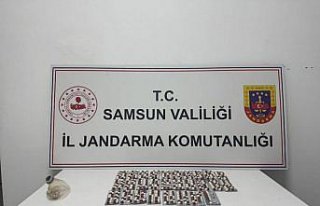 T.C.
SAMSUN VALİLİĞİ
İL JANDARMA KOMUTANLIĞI